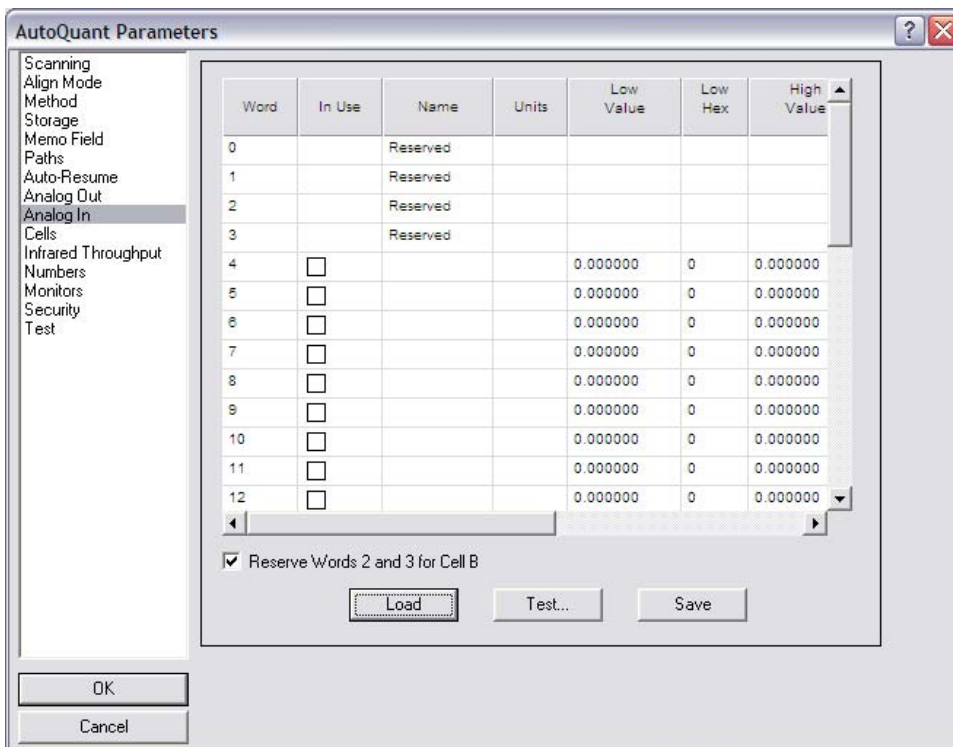 AutoQuant Parameters
Scanning
Align Mode
Method
Storage
Memo Field
Paths
Auto-Resume
Analog Out
Analog In
Cells
Infrared Throughput
Numbers
Monitors
Security
Test
Word In Use Name Units Low Value Low Hex High Value
0 Reserved
1 Reserved
2 Reserved
3 Reserved
4 0.000000 0 0.000000
5 0.000000 0 0.000000
6 0.000000 0 0.000000
7 0.000000 0 0.000000
8 0.000000 0 0.000000
9 0.000000 0 0.000000
10 0.000000 0 0.000000
11 0.000000 0 0.000000
12 0.000000 0 0.000000
Reserve Words 2 and 3 for Cell B
Load Test... Save
OK
Cancel